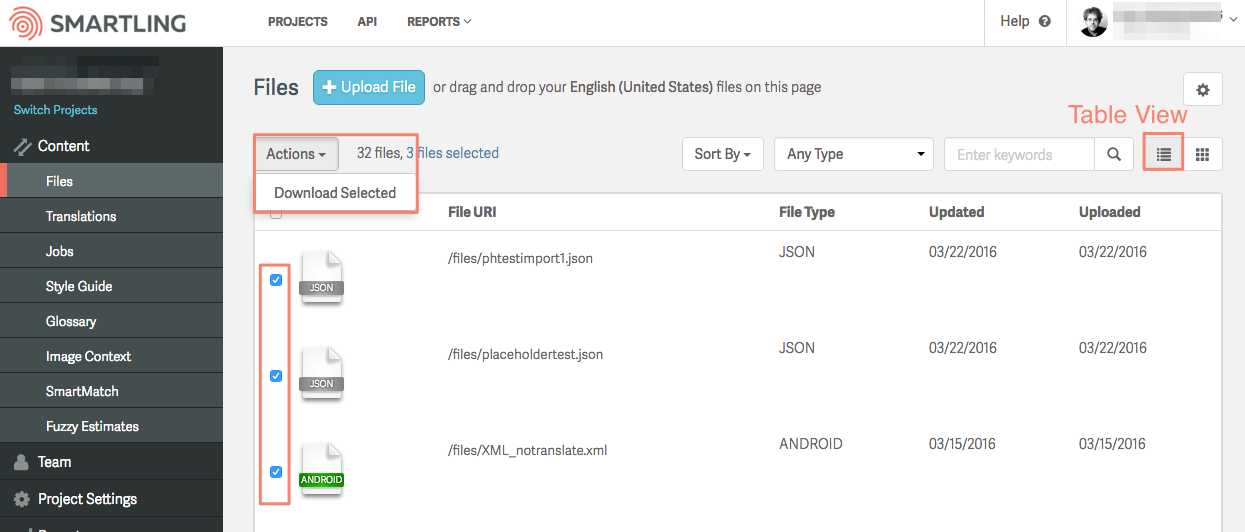 SMARTLING
PROJECTS API REPORTS Help ?
Switch Projects
Content
Files
Translations
Jobs
Style Guide
Glossary
Image Context
SmartMatch
Fuzzy Estimates
Team
Project Settings
Files + Upload File or drag and drop your English (United States) files on this page
Table View
Actions 32 files, 3 files selected Sort By Any Type Enter keywords
Download Selected
File URI File Type Updated Uploaded
JSON /files/phtestimport1.json JSON 03/22/2016 03/22/2016
JSON /files/placeholdertest.json JSON 03/22/2016 03/22/2016
ANDROID /files/XML_notranslate.xml ANDROID 03/15/2016 03/15/2016